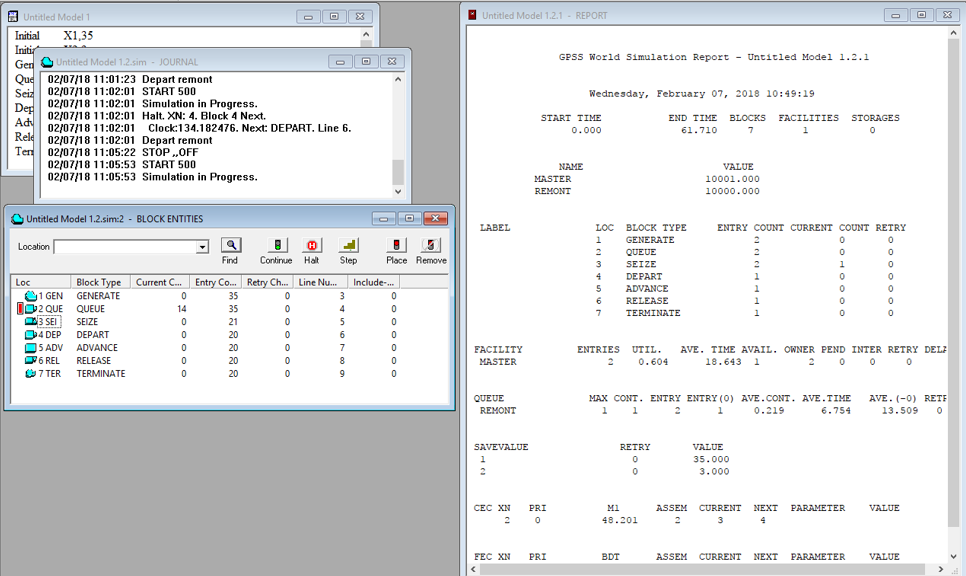 Untitled Model 1
Initial X1,35
Initi
Gen
Que
Seiz
Dep
Adv
Rele
Ten
Untitled Model 1.2.sim - JOURNAL
02/07/18 11:01:23 Depart remont
02/07/18 11:02:01 START 500
02/07/18 11:02:01 Simulation in Progress.
02/07/18 11:02:01 Halt. XN: 4. Block 4 Next.
02/07/18 11:02:01 Clock:134.182476. Next: DEPART. Line 6.
02/07/18 11:02:01 Depart remont
02/07/18 11:05:22 STOP ,,OFF
02/07/18 11:05:53 START 500
02/07/18 11:05:53 Simulation in Progress.
Untitled Model 1.2.sim:2 - BLOCK ENTITIES
Location
Find Continue Halt Step Place Remove
Loc Block Type Current C... Entry Co... Retry Ch... Line Nu... Include-...
1 GEN GENERATE 0 35 0 3 0
2 QUE QUEUE 14 35 0 4 0
3 SEI SEIZE 0 21 0 5 0
4 DEP DEPART 0 20 0 6 0
5 ADV ADVANCE 0 20 0 7 0
6 REL RELEASE 0 20 0 8 0
7 TER TERMINATE 0 20 0 9 0
Untitled Model 1.2.1 - REPORT
GPSS World Simulation Report - Untitled Model 1.2.1
Wednesday, February 07, 2018 10:49:19
START TIME END TIME BLOCKS FACILITIES STORAGES
0.000 61.710 7 1 0
NAME VALUE
MASTER 10001.000
REMONT 10000.000
LABEL LOC BLOCK TYPE ENTRY COUNT CURRENT COUNT RETRY
1 GENERATE 2 0 0
2 QUEUE 2 0 0
3 SEIZE 2 1 0
4 DEPART 1 0 0
5 ADVANCE 1 0 0
6 RELEASE 1 0 0
7 TERMINATE 1 0 0
FACILITY ENTRIES UTIL. AVE. TIME AVAIL. OWNER PEND INTER RETRY DELA
MASTER 2 0.604 18.643 1 2 0 0 0
QUEUE MAX CONT. ENTRY ENTRY(0) AVE.CONT. AVE.TIME AVE.(-0) RETR
REMONT 1 1 2 1 0.219 6.754 13.509 0
SAVEVALUE RETRY VALUE
1 0 35.000
2 0 3.000
CEC XN PRI M1 ASSEM CURRENT NEXT PARAMETER VALUE
2 0 48.201 2 3 4
FEC XN PRI BDT ASSEM CURRENT NEXT PARAMETER VALUE